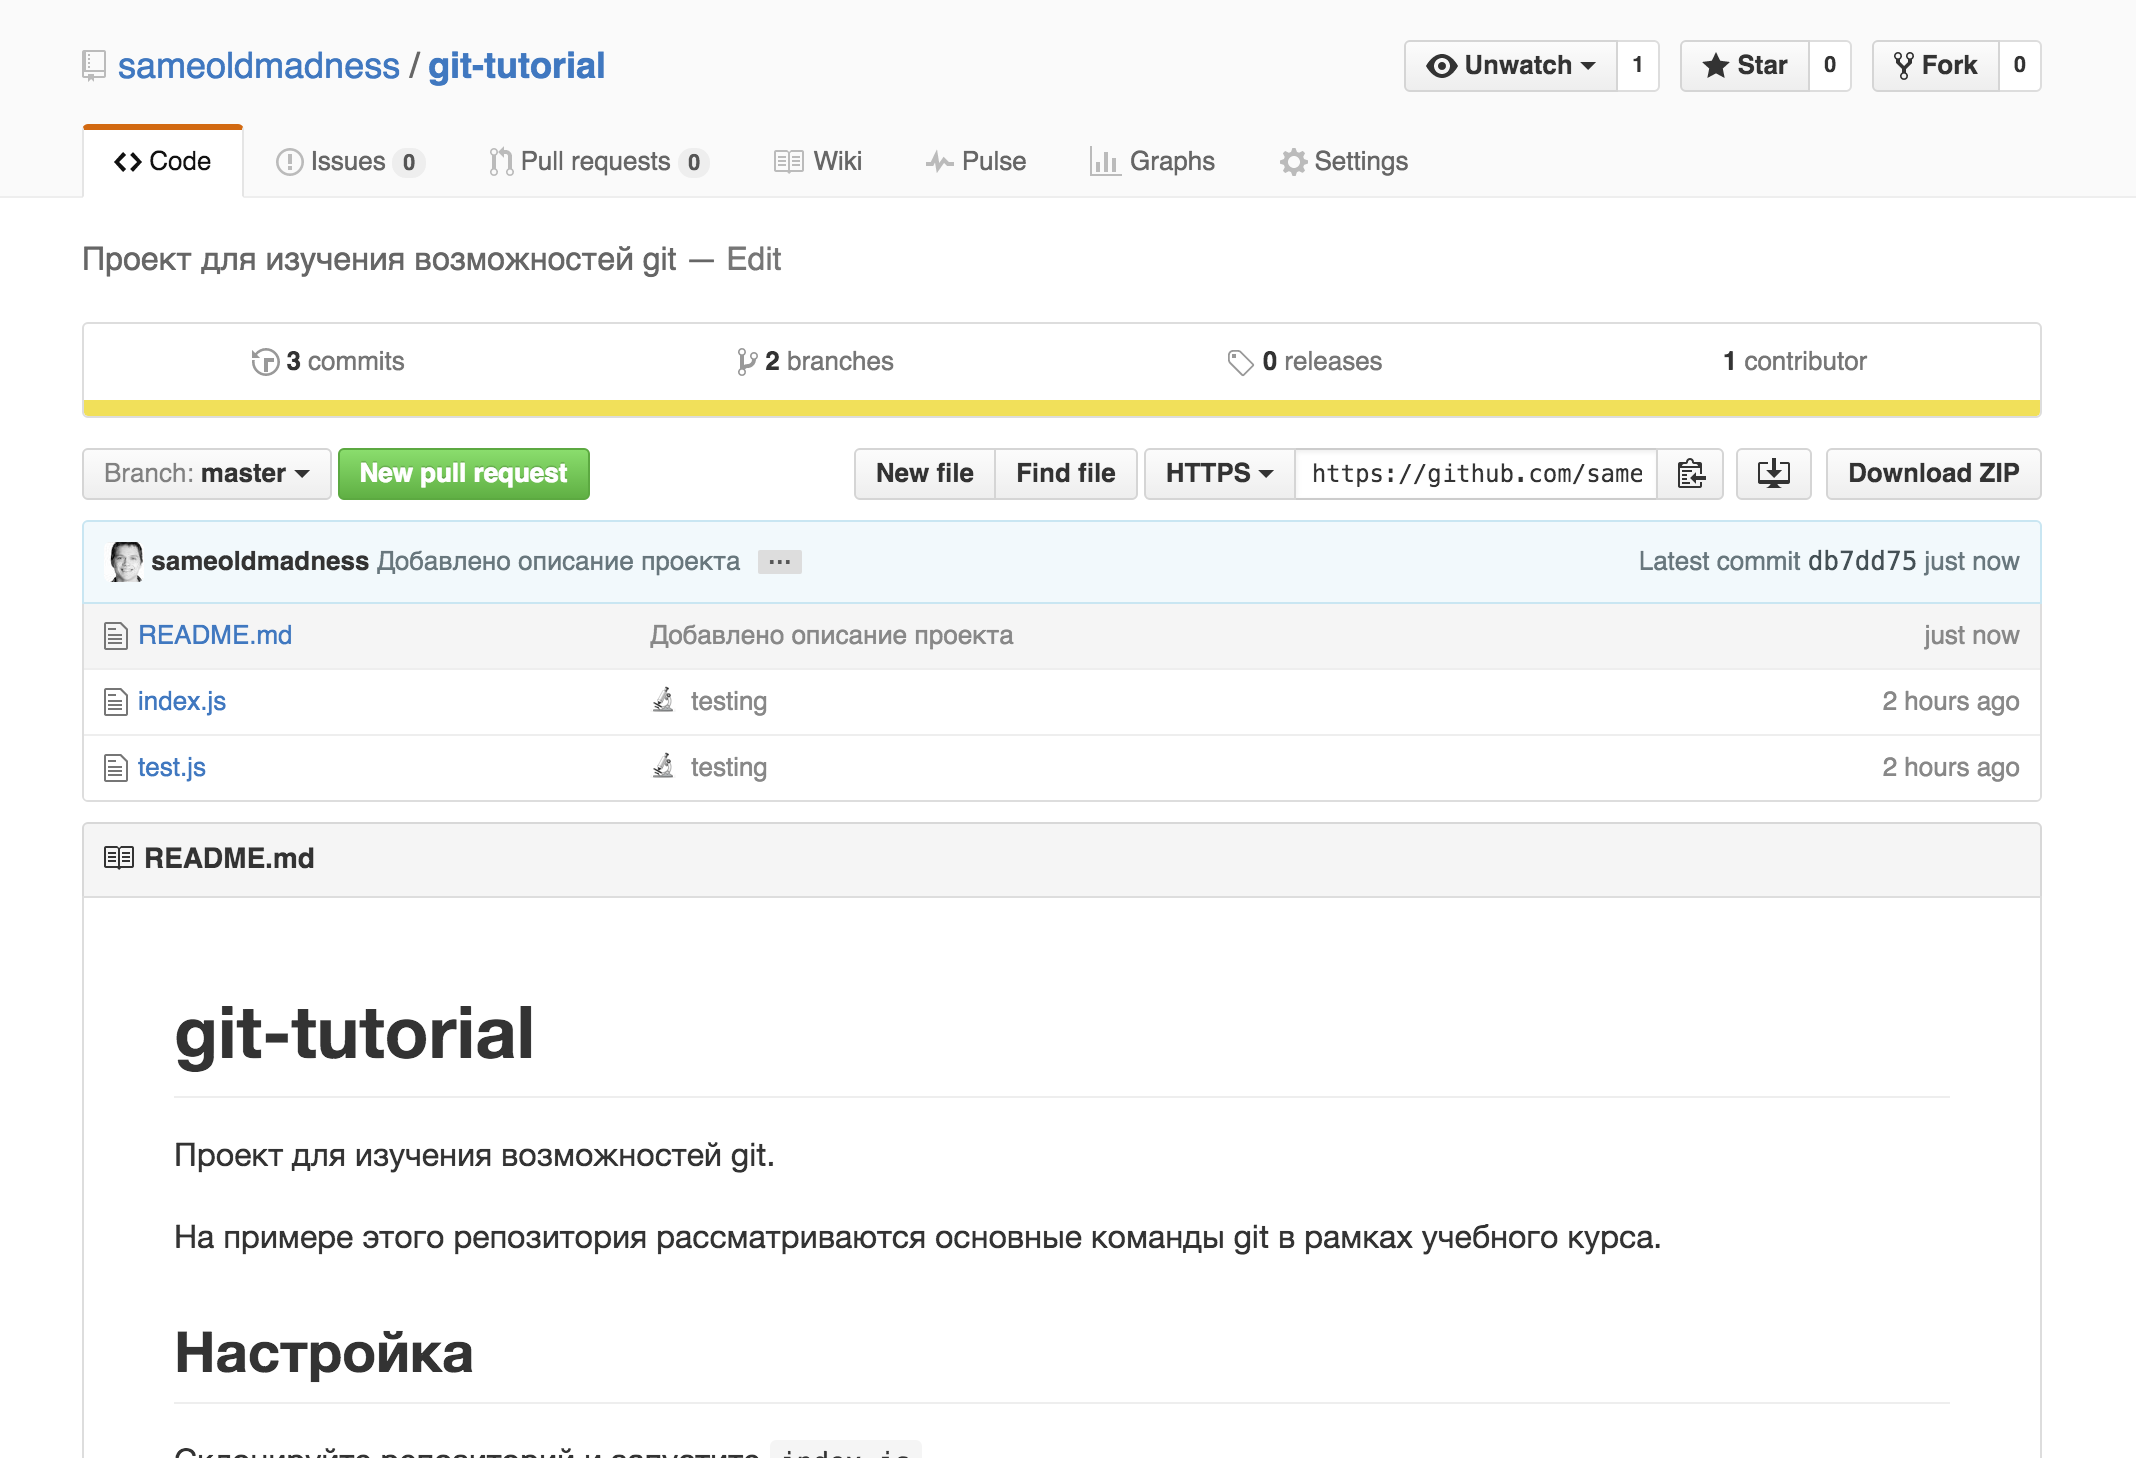 sameoldmadness / git-tutorial
Unwatch 1 Star 0 Fork 0
Code Issues 0 Pull requests 0 Wiki Pulse Graphs Settings
Проект для изучения возможностей git — Edit
3 commits 2 branches 0 releases 1 contributor
Branch: master New pull request New file Find file HTTPS https://github.com/same Download ZIP
sameoldmadness Добавлено описание проекта ... Latest commit db7dd75 just now
README.md Добавлено описание проекта just now
index.js testing 2 hours ago
test.js testing 2 hours ago
README.md
git-tutorial
Проект для изучения возможностей git.
На примере этого репозитория рассматриваются основные команды git в рамках учебного курса.
Настройка
Склонируйте репозиторий и запустите index.js